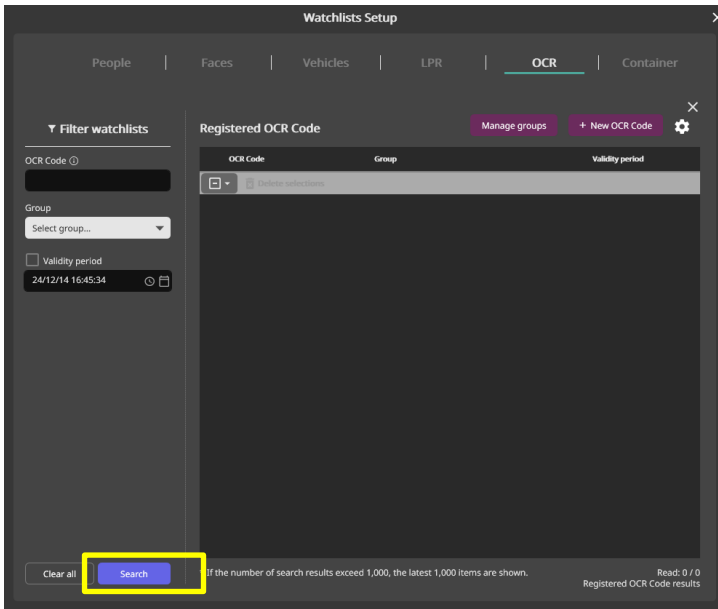 Watchlists Setup
People | Faces | Vehicles | LPR | OCR | Container
Filter watchlists
Registered OCR Code
Manage groups
+ New OCR Code
OCR Code
OCR Code
Group
Validity period
Delete selections
Group
Select group...
Validity period
24/12/14 16:45:34
Clear all
Search
* If the number of search results exceed 1,000, the latest 1,000 items are shown.
Read: 0 / 0
Registered OCR Code results